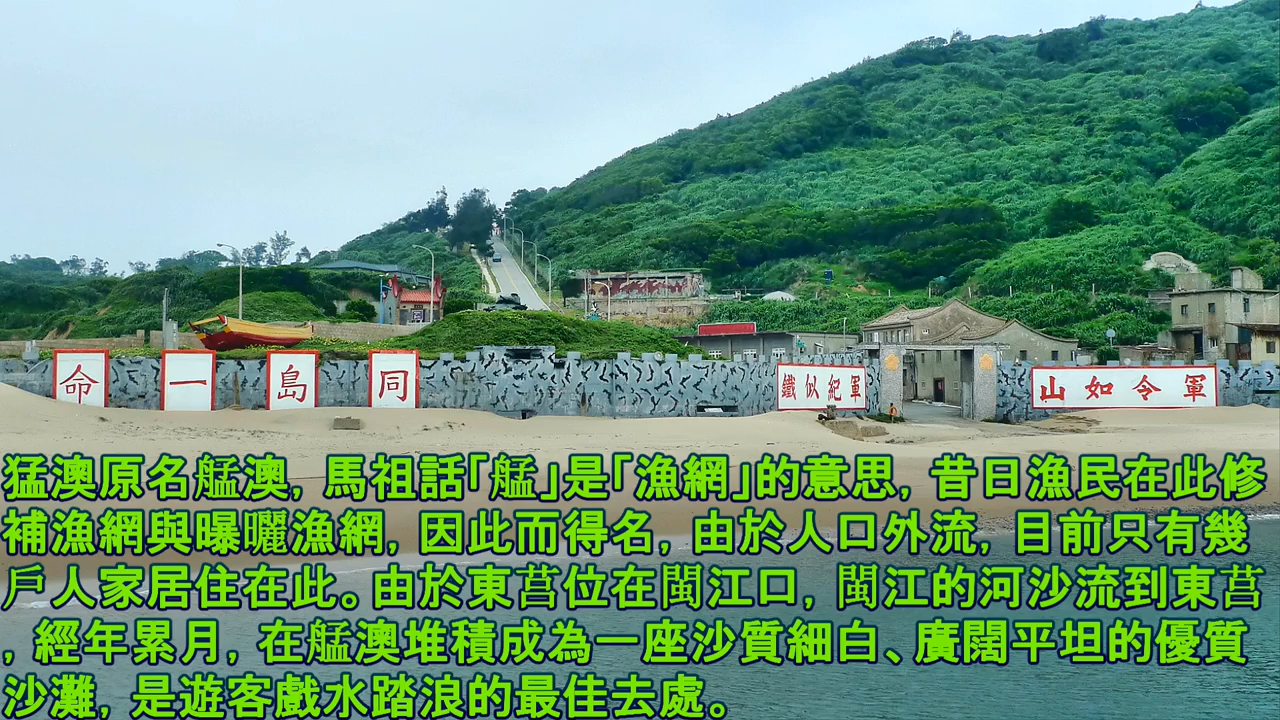 同島一命
軍紀似鐵
軍令如山
猛澳原名艋澳, 馬祖話「艋」是「漁網」的意思, 昔日漁民在此修
補漁網與曝曬漁網, 因此而得名, 由於人口外流, 目前只有幾
戶人家居住在此。由於東莒位在閩江口, 閩江的河沙流到東莒
, 經年累月, 在艋澳堆積成為一座沙質細白、廣闊平坦的優質
沙灘, 是遊客戲水踏浪的最佳去處。